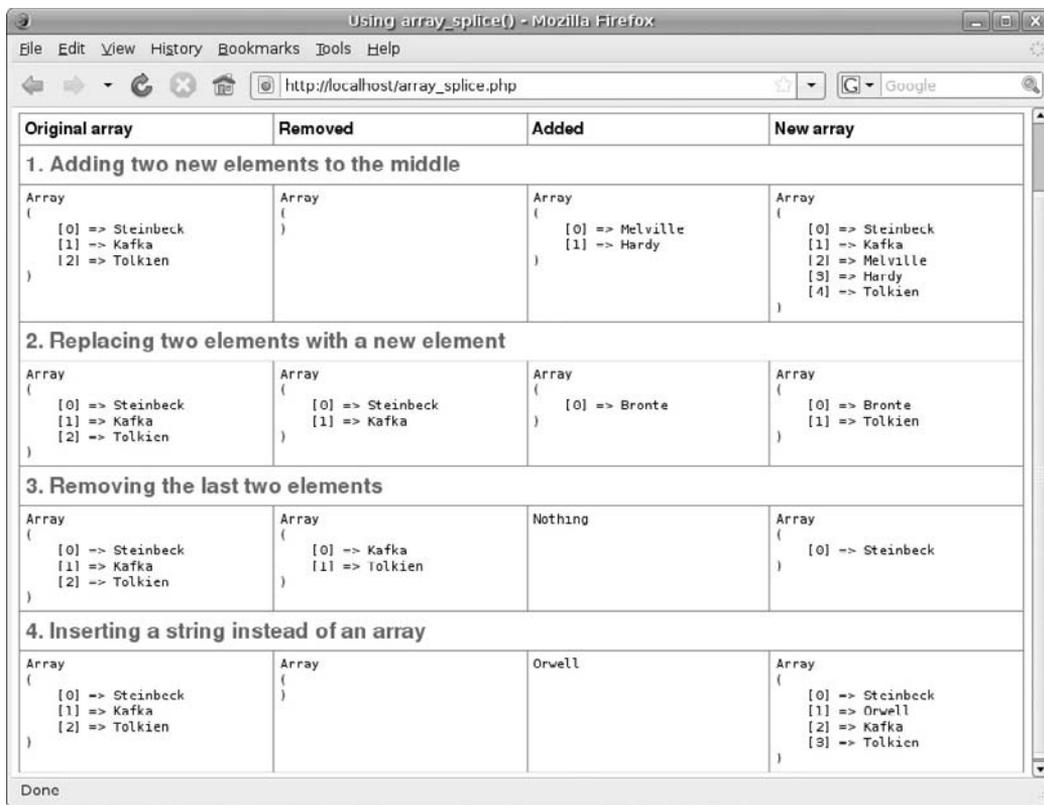 Using array_splice() - Mozilla Firefox
File Edit View History Bookmarks Tools Help
http://localhost/array_splice.php
G Google
Original array Removed Added New array
1. Adding two new elements to the middle
Array Array Array Array
( ( ( (
[0] => Steinbeck ) [0] => Melville [0] => Steinbeck
[1] => Kafka [1] => Hardy [1] => Kafka
[2] => Tolkien ) [2] => Melville
) [3] => Hardy
[4] => Tolkien
)
2. Replacing two elements with a new element
Array Array Array Array
( ( ( (
[0] => Steinbeck [0] => Steinbeck [0] => Bronte [0] => Bronte
[1] => Kafka [1] => Kafka ) [1] => Tolkien
[2] => Tolkien ) )
)
3. Removing the last two elements
Array Array Nothing Array
( ( (
[0] => Steinbeck [0] => Kafka [0] => Steinbeck
[1] => Kafka [1] => Tolkien )
[2] => Tolkien )
)
4. Inserting a string instead of an array
Array Array Orwell Array
( ( (
[0] => Steinbeck ) [0] => Steinbeck
[1] => Kafka [1] => Orwell
[2] => Tolkien [2] => Kafka
) [3] => Tolkien
)
Done